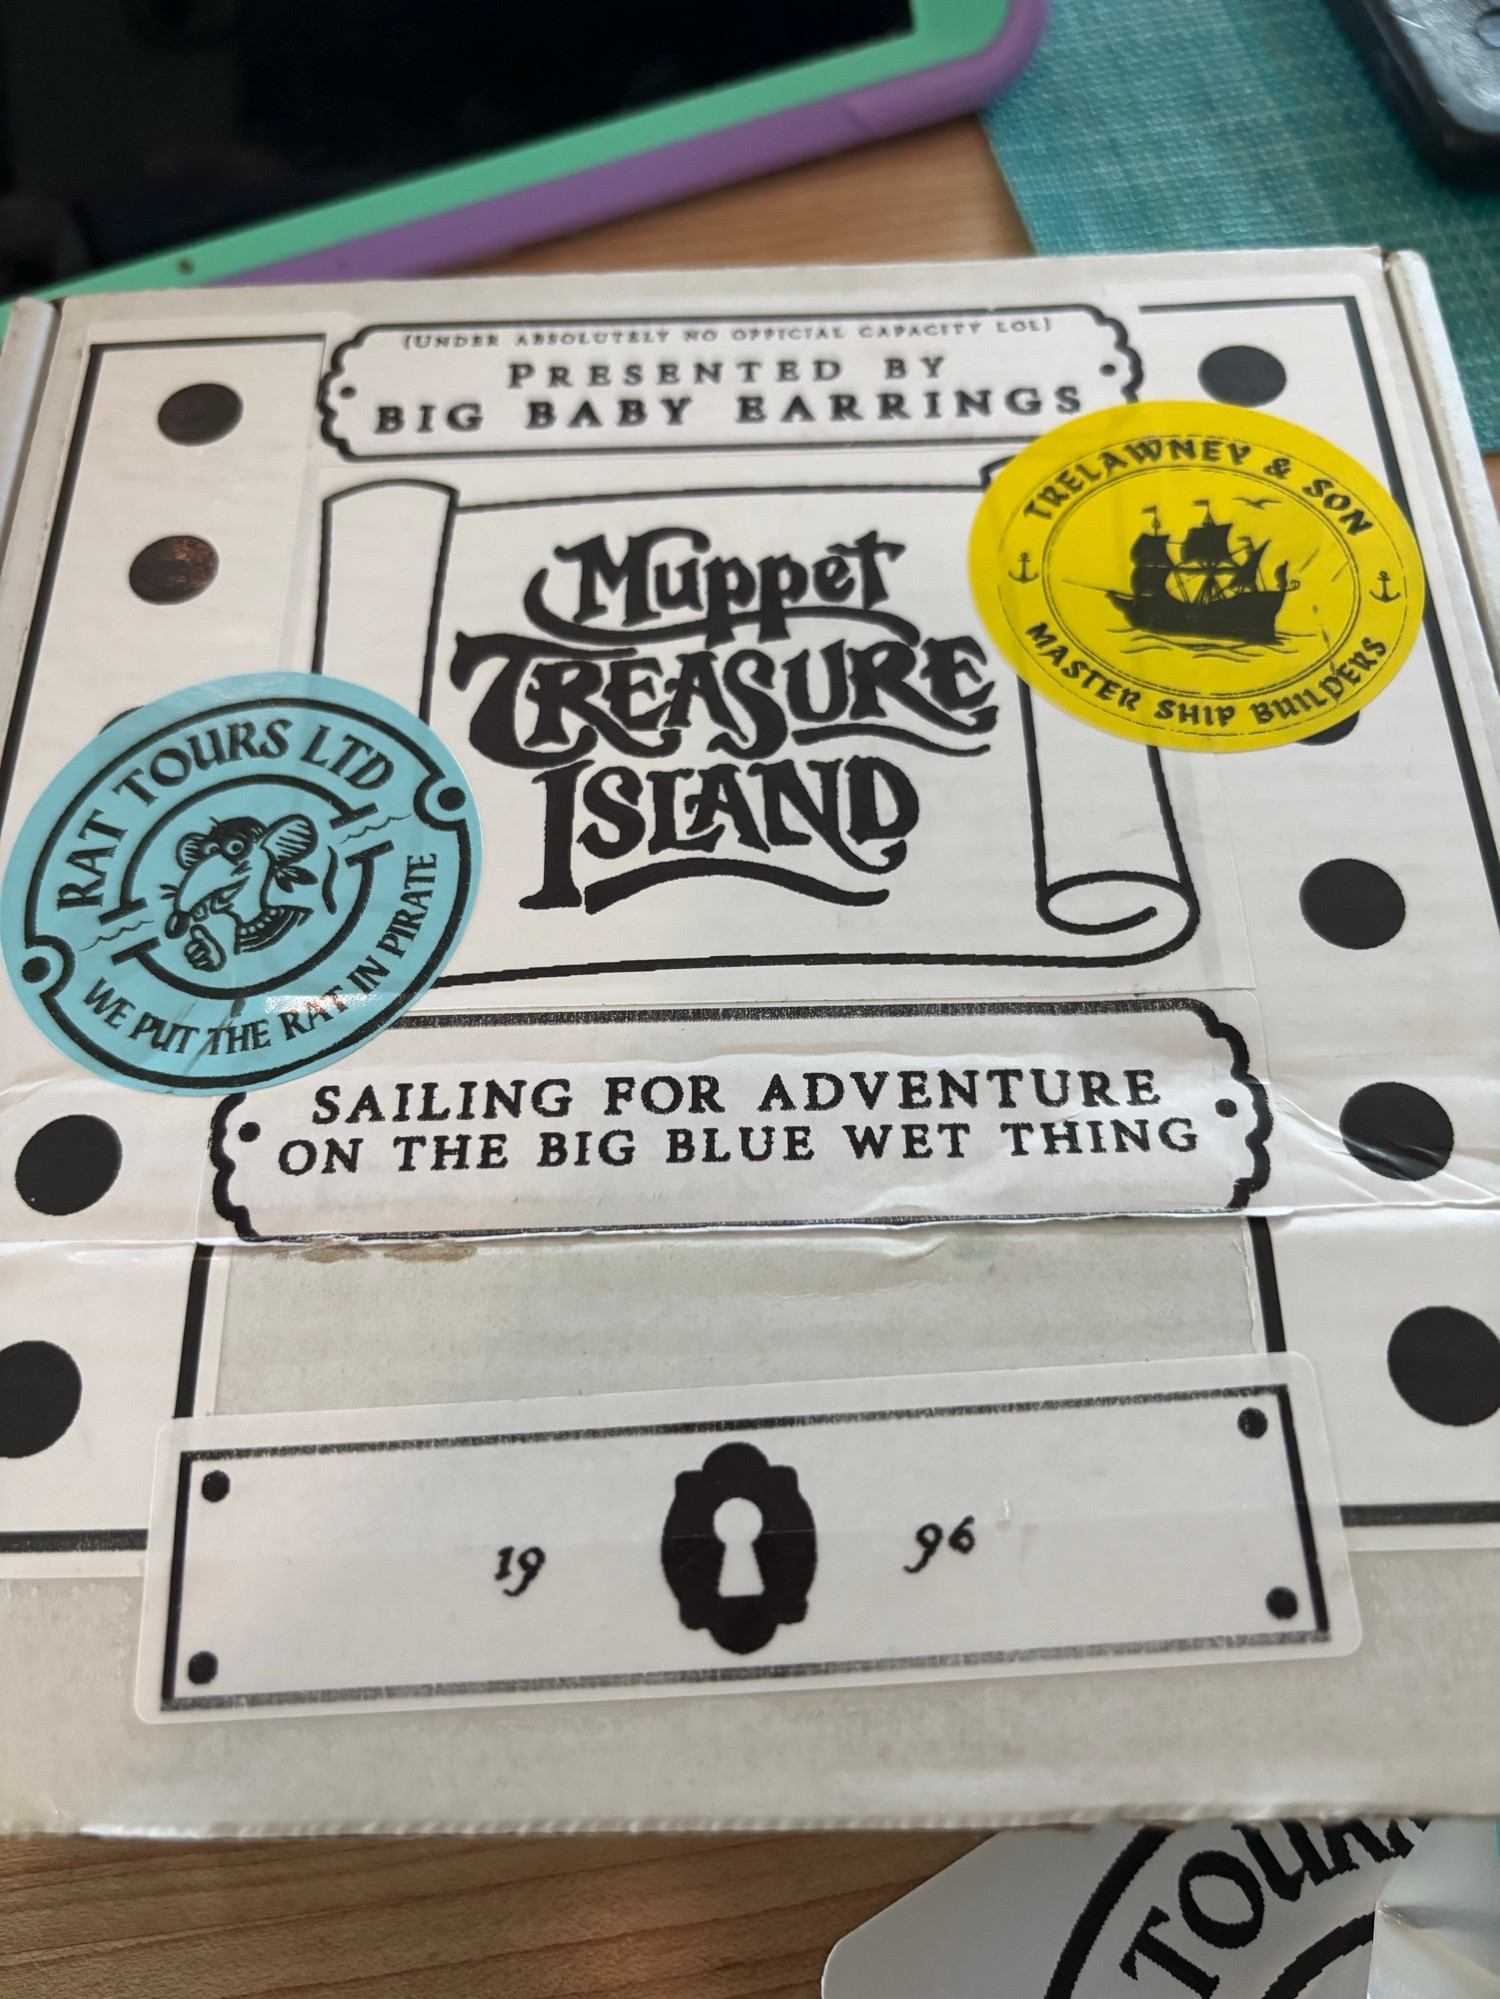 (UNDER ABSOLUTELY NO OFFICIAL CAPACITY LOL)
PRESENTED BY
BIG BABY EARRINGS
TRELAWNEY & SON
MASTER SHIP BUILDERS
Muppet
TREASURE
ISLAND
RAT TOURS LTD
WE PUT THE RAT IN PIRATE
SAILING FOR ADVENTURE
ON THE BIG BLUE WET THING
19 96